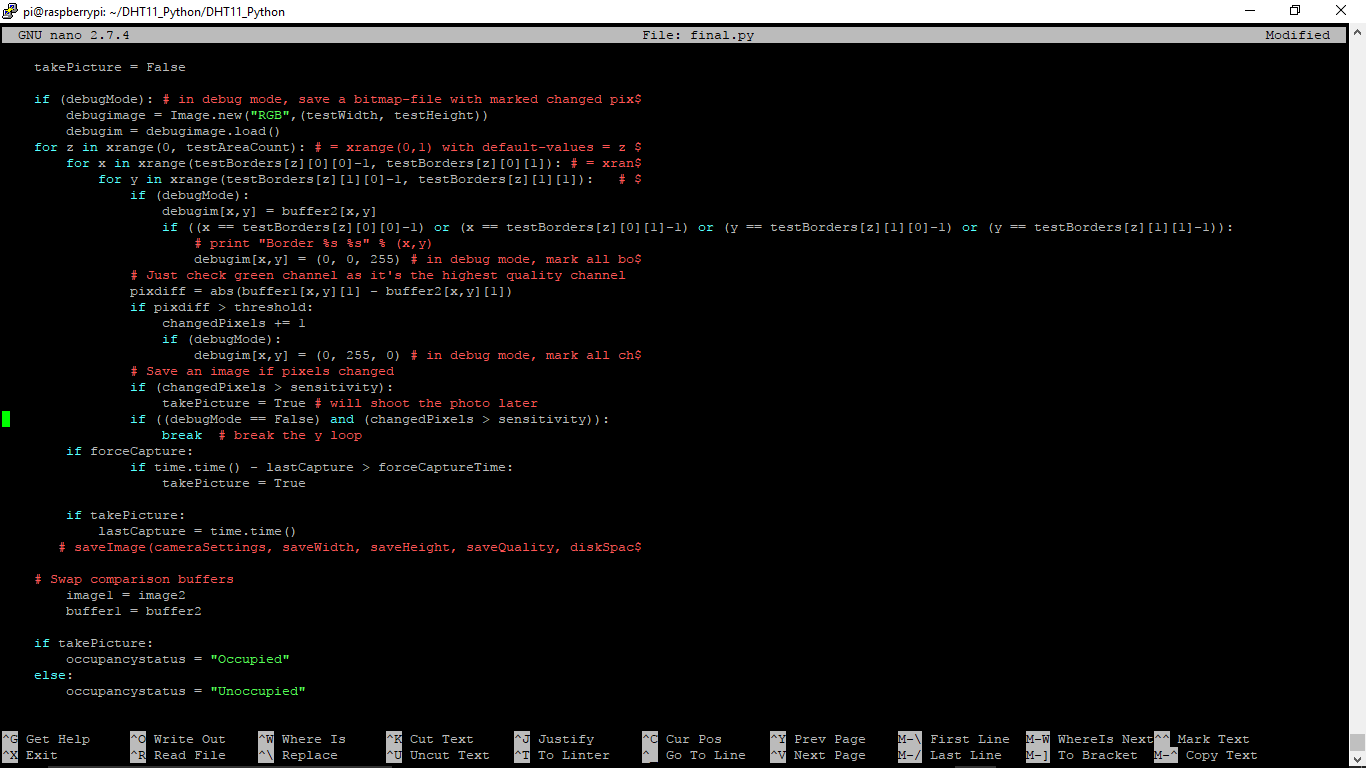 pi@raspberrypi: ~/DHT11_Python/DHT11_Python
GNU nano 2.7.4 File: final.py Modified
    takePicture = False
    if (debugMode): # in debug mode, save a bitmap-file with marked changed pix$
        debugimage = Image.new("RGB",(testWidth, testHeight))
        debugim = debugimage.load()
    for z in xrange(0, testAreaCount): # = xrange(0,1) with default-values = z $
        for x in xrange(testBorders[z][0][0]-1, testBorders[z][0][1]): # = xran$
            for y in xrange(testBorders[z][1][0]-1, testBorders[z][1][1]):   # $
                if (debugMode):
                    debugim[x,y] = buffer2[x,y]
                    if ((x == testBorders[z][0][0]-1) or (x == testBorders[z][0][1]-1) or (y == testBorders[z][1][0]-1) or (y == testBorders[z][1][1]-1)):
                        # print "Border %s %s" % (x,y)
                        debugim[x,y] = (0, 0, 255) # in debug mode, mark all bo$
                # Just check green channel as it's the highest quality channel
                pixdiff = abs(buffer1[x,y][1] - buffer2[x,y][1])
                if pixdiff > threshold:
                    changedPixels += 1
                    if (debugMode):
                        debugim[x,y] = (0, 255, 0) # in debug mode, mark all ch$
                # Save an image if pixels changed
                if (changedPixels > sensitivity):
                    takePicture = True # will shoot the photo later
                if ((debugMode == False) and (changedPixels > sensitivity)):
                    break  # break the y loop
        if forceCapture:
                if time.time() - lastCapture > forceCaptureTime:
                    takePicture = True
        if takePicture:
            lastCapture = time.time()
       # saveImage(cameraSettings, saveWidth, saveHeight, saveQuality, diskSpac$
    # Swap comparison buffers
        image1 = image2
        buffer1 = buffer2
    if takePicture:
        occupancystatus = "Occupied"
    else:
        occupancystatus = "Unoccupied"
^G Get Help ^O Write Out ^W Where Is ^K Cut Text ^J Justify ^C Cur Pos ^Y Prev Page M-\ First Line M-W WhereIs Next ^^ Mark Text
^X Exit ^R Read File ^\ Replace ^U Uncut Text ^T To Linter ^_ Go To Line ^V Next Page M-/ Last Line M-] To Bracket M-^ Copy Text